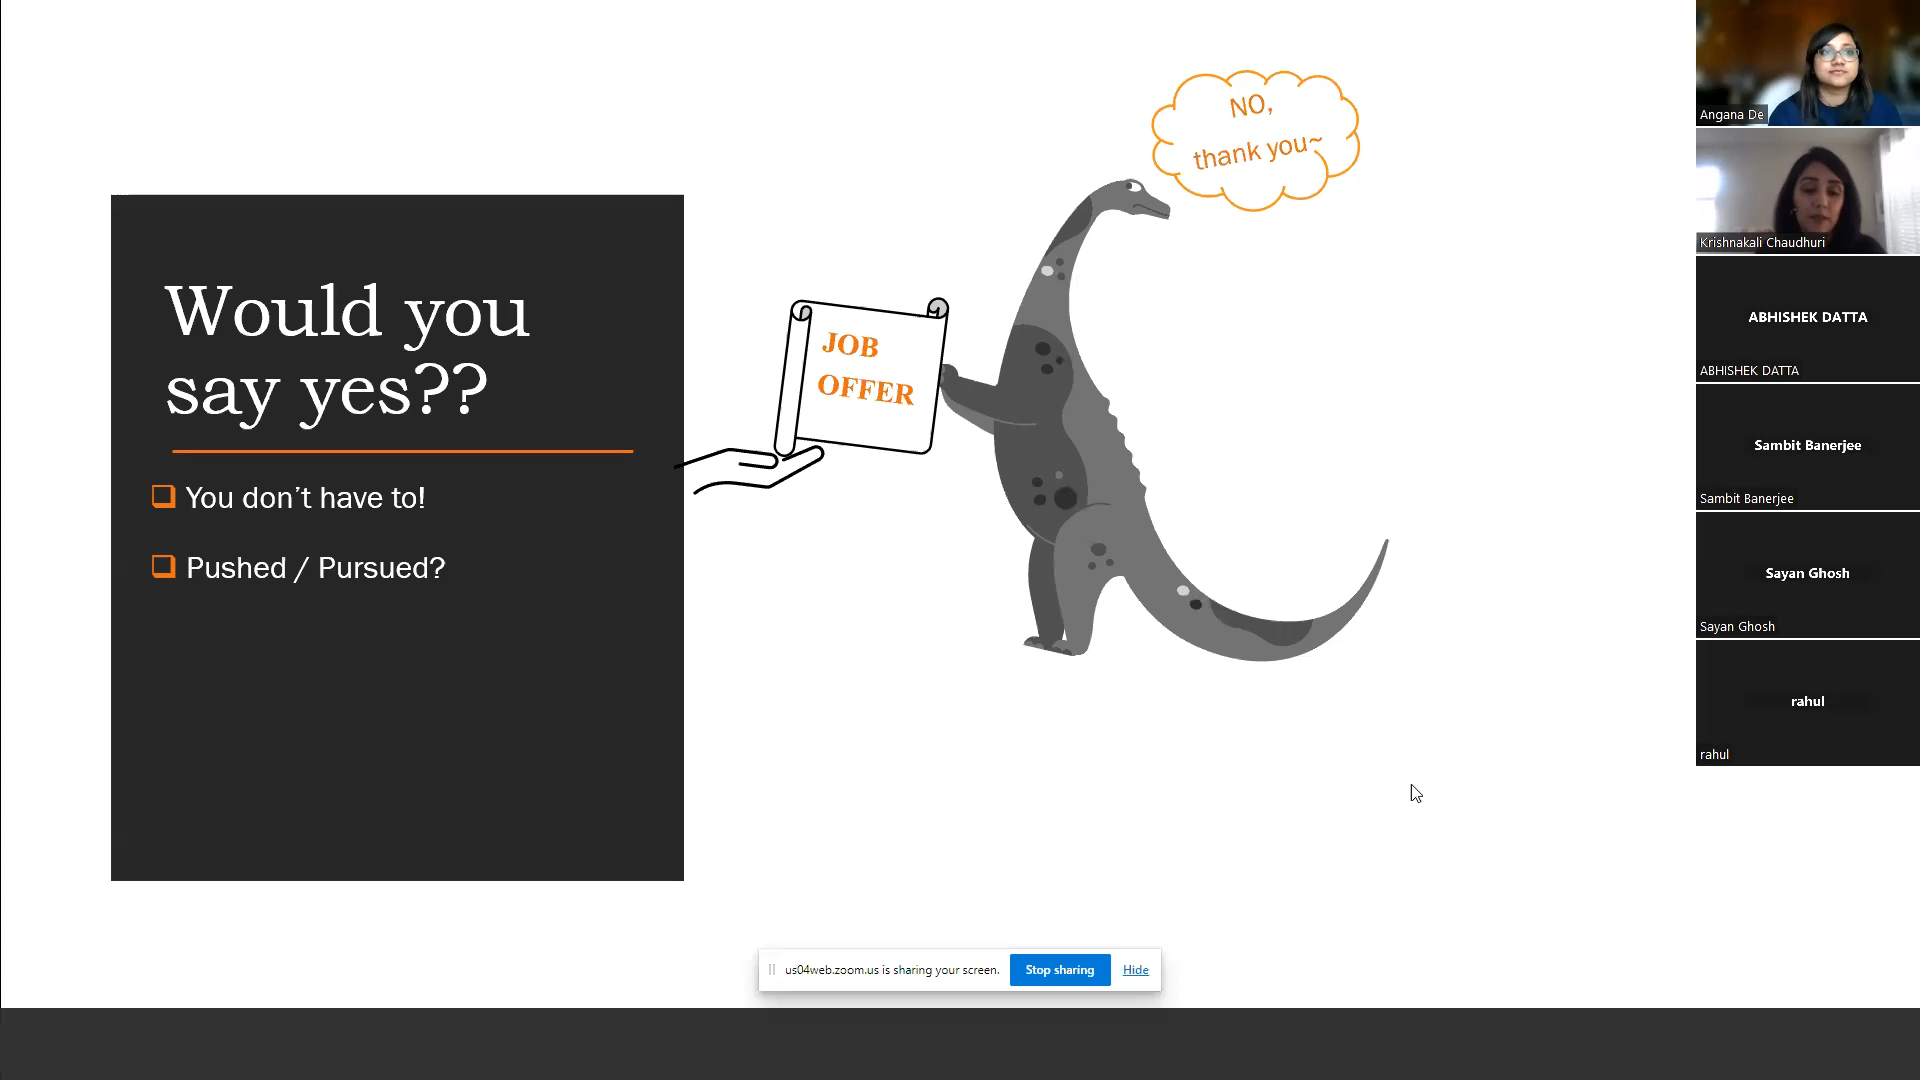 NO,
thank you~
Would you
say yes??
JOB
OFFER
❑ You don’t have to!
❑ Pushed / Pursued?
Angana De
Krishnakali Chaudhuri
ABHISHEK DATTA
ABHISHEK DATTA
Sambit Banerjee
Sambit Banerjee
Sayan Ghosh
Sayan Ghosh
rahul
rahul
us04web.zoom.us is sharing your screen. Stop sharing Hide